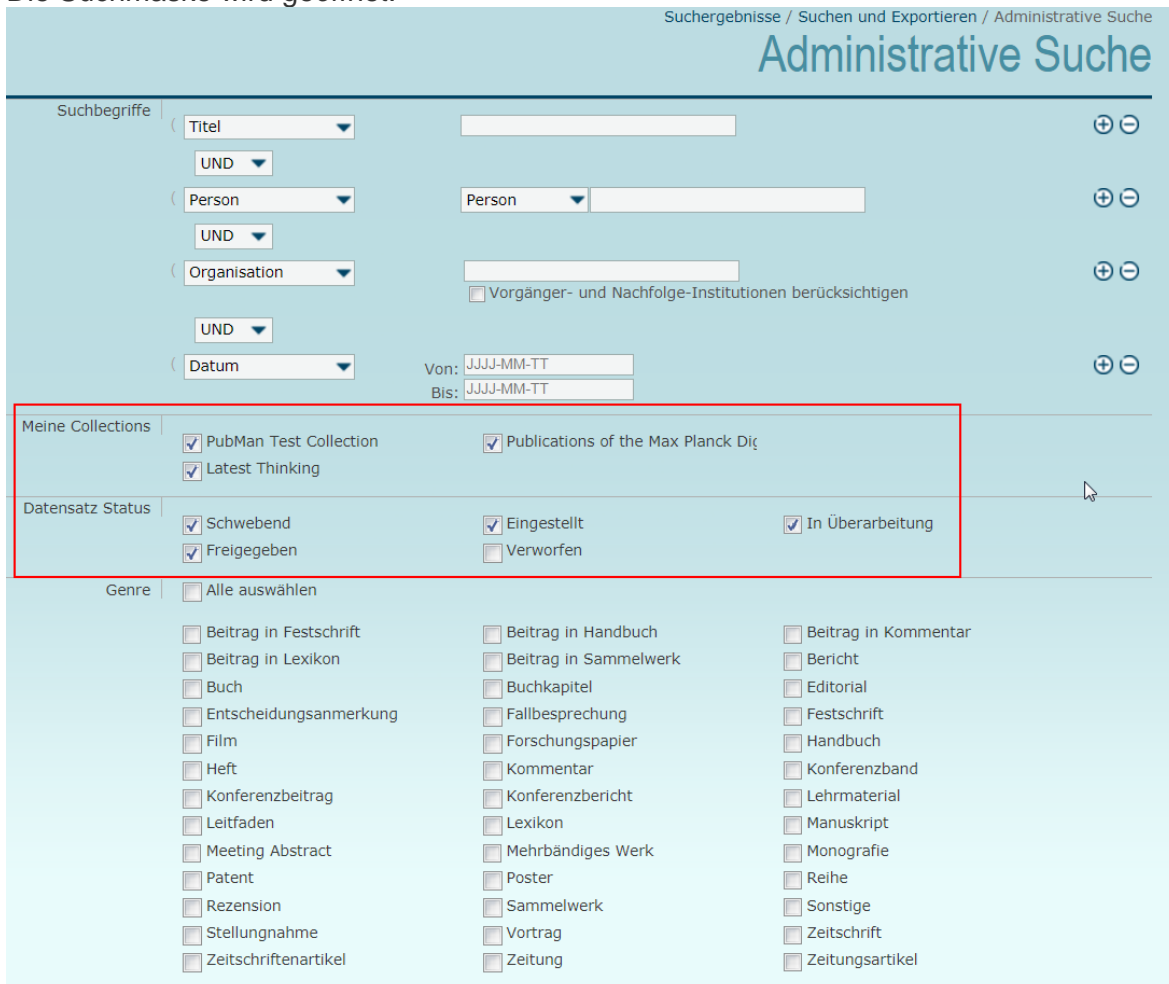 Suchergebnisse / Suchen und Exportieren / Administrative Suche
Administrative Suche
Suchbegriffe
( Titel
UND
( Person Person
UND
( Organisation
Vorgänger- und Nachfolge-Institutionen berücksichtigen
UND
( Datum Von: JJJJ-MM-TT
Bis: JJJJ-MM-TT
Meine Collections
PubMan Test Collection Publications of the Max Planck Dig
Latest Thinking
Datensatz Status
Schwebend Eingestellt In Überarbeitung
Freigegeben Verworfen
Genre Alle auswählen
Beitrag in Festschrift Beitrag in Handbuch Beitrag in Kommentar
Beitrag in Lexikon Beitrag in Sammelwerk Bericht
Buch Buchkapitel Editorial
Entscheidungsanmerkung Fallbesprechung Festschrift
Film Forschungspapier Handbuch
Heft Kommentar Konferenzband
Konferenzbeitrag Konferenzbericht Lehrmaterial
Leitfaden Lexikon Manuskript
Meeting Abstract Mehrbändiges Werk Monografie
Patent Poster Reihe
Rezension Sammelwerk Sonstige
Stellungnahme Vortrag Zeitschrift
Zeitschriftenartikel Zeitung Zeitungsartikel